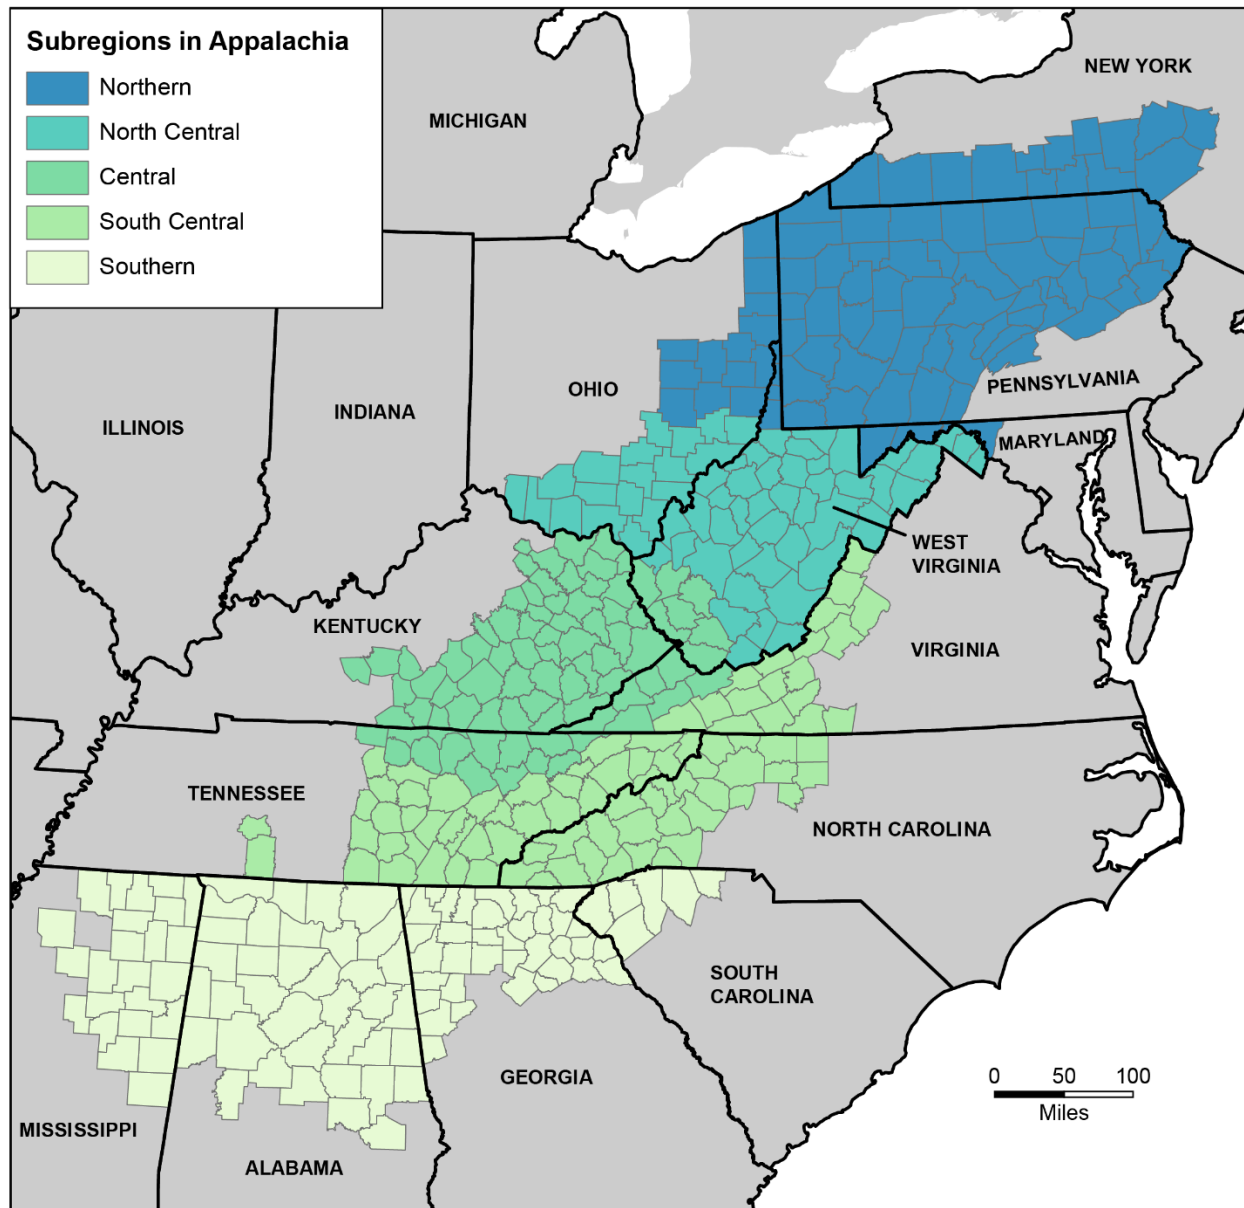 Subregions in Appalachia
Northern
North Central
Central
South Central
Southern
NEW YORK
MICHIGAN
PENNSYLVANIA
OHIO
INDIANA
ILLINOIS
MARYLAND
WEST
VIRGINIA
KENTUCKY
VIRGINIA
TENNESSEE
NORTH CAROLINA
SOUTH
CAROLINA
GEORGIA
0 50 100
Miles
MISSISSIPPI
ALABAMA